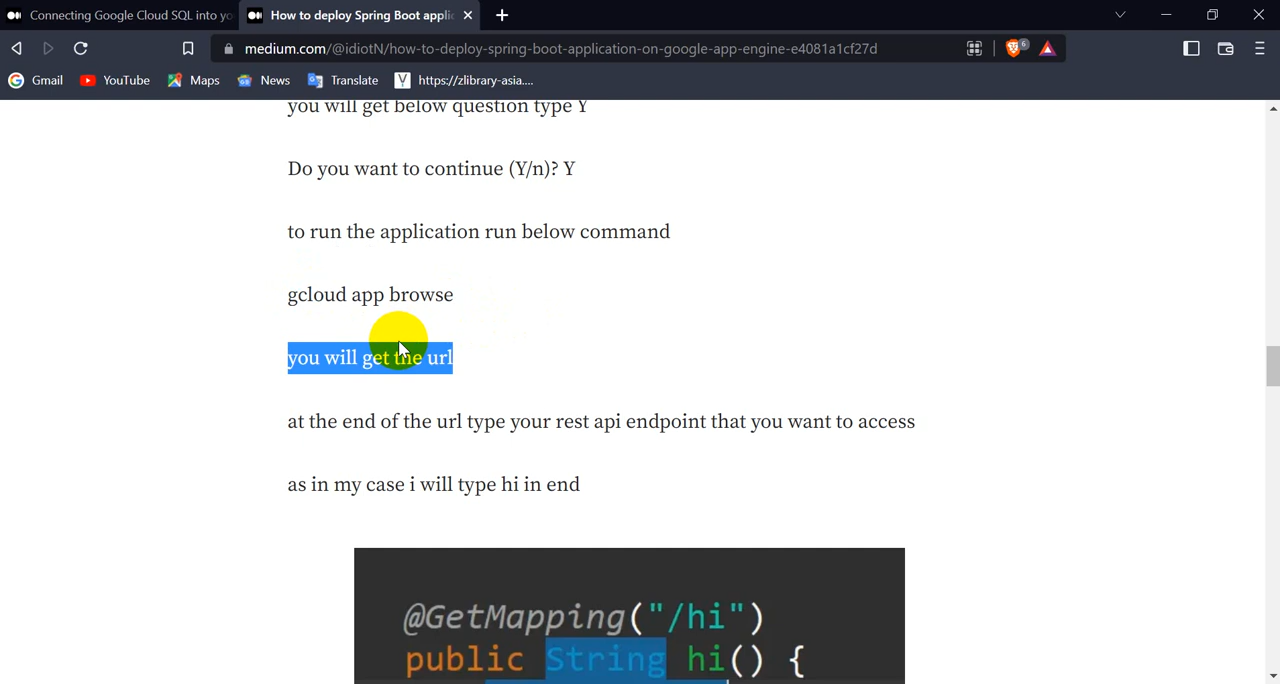 Connecting Google Cloud SQL into yo
How to deploy Spring Boot applic
medium.com/@idiotN/how-to-deploy-spring-boot-application-on-google-app-engine-e4081a1cf27d
6
Gmail YouTube Maps News Translate https://zlibrary-asia....
you will get below question type Y
Do you want to continue (Y/n)? Y
to run the application run below command
gcloud app browse
you will get the url
at the end of the url type your rest api endpoint that you want to access
as in my case i will type hi in end
@GetMapping("/hi")
public String hi() {